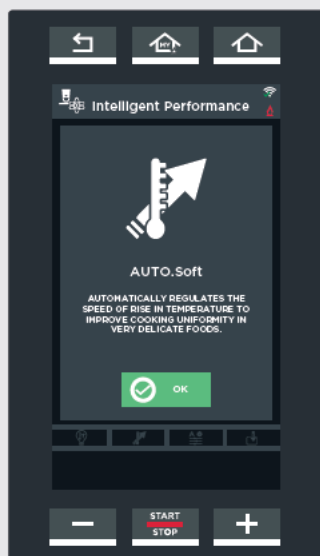 MY
Intelligent Performance
AUTO.Soft
AUTOMATICALLY REGULATES THE
SPEED OF RISE IN TEMPERATURE TO
IMPROVE COOKING UNIFORMITY IN
VERY DELICATE FOODS.
OK
START
STOP